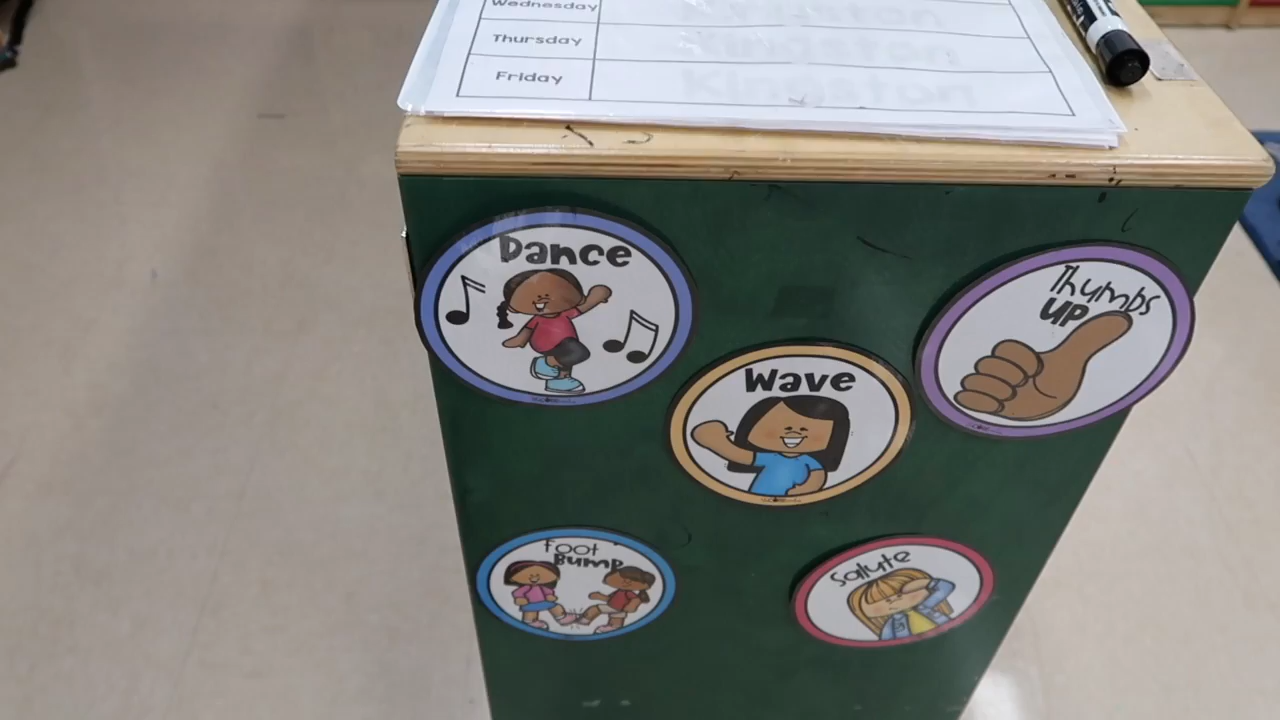 Wednesday
Thursday
Friday
Dance
Thumbs
UP
Wave
Foot
Bump
Salute